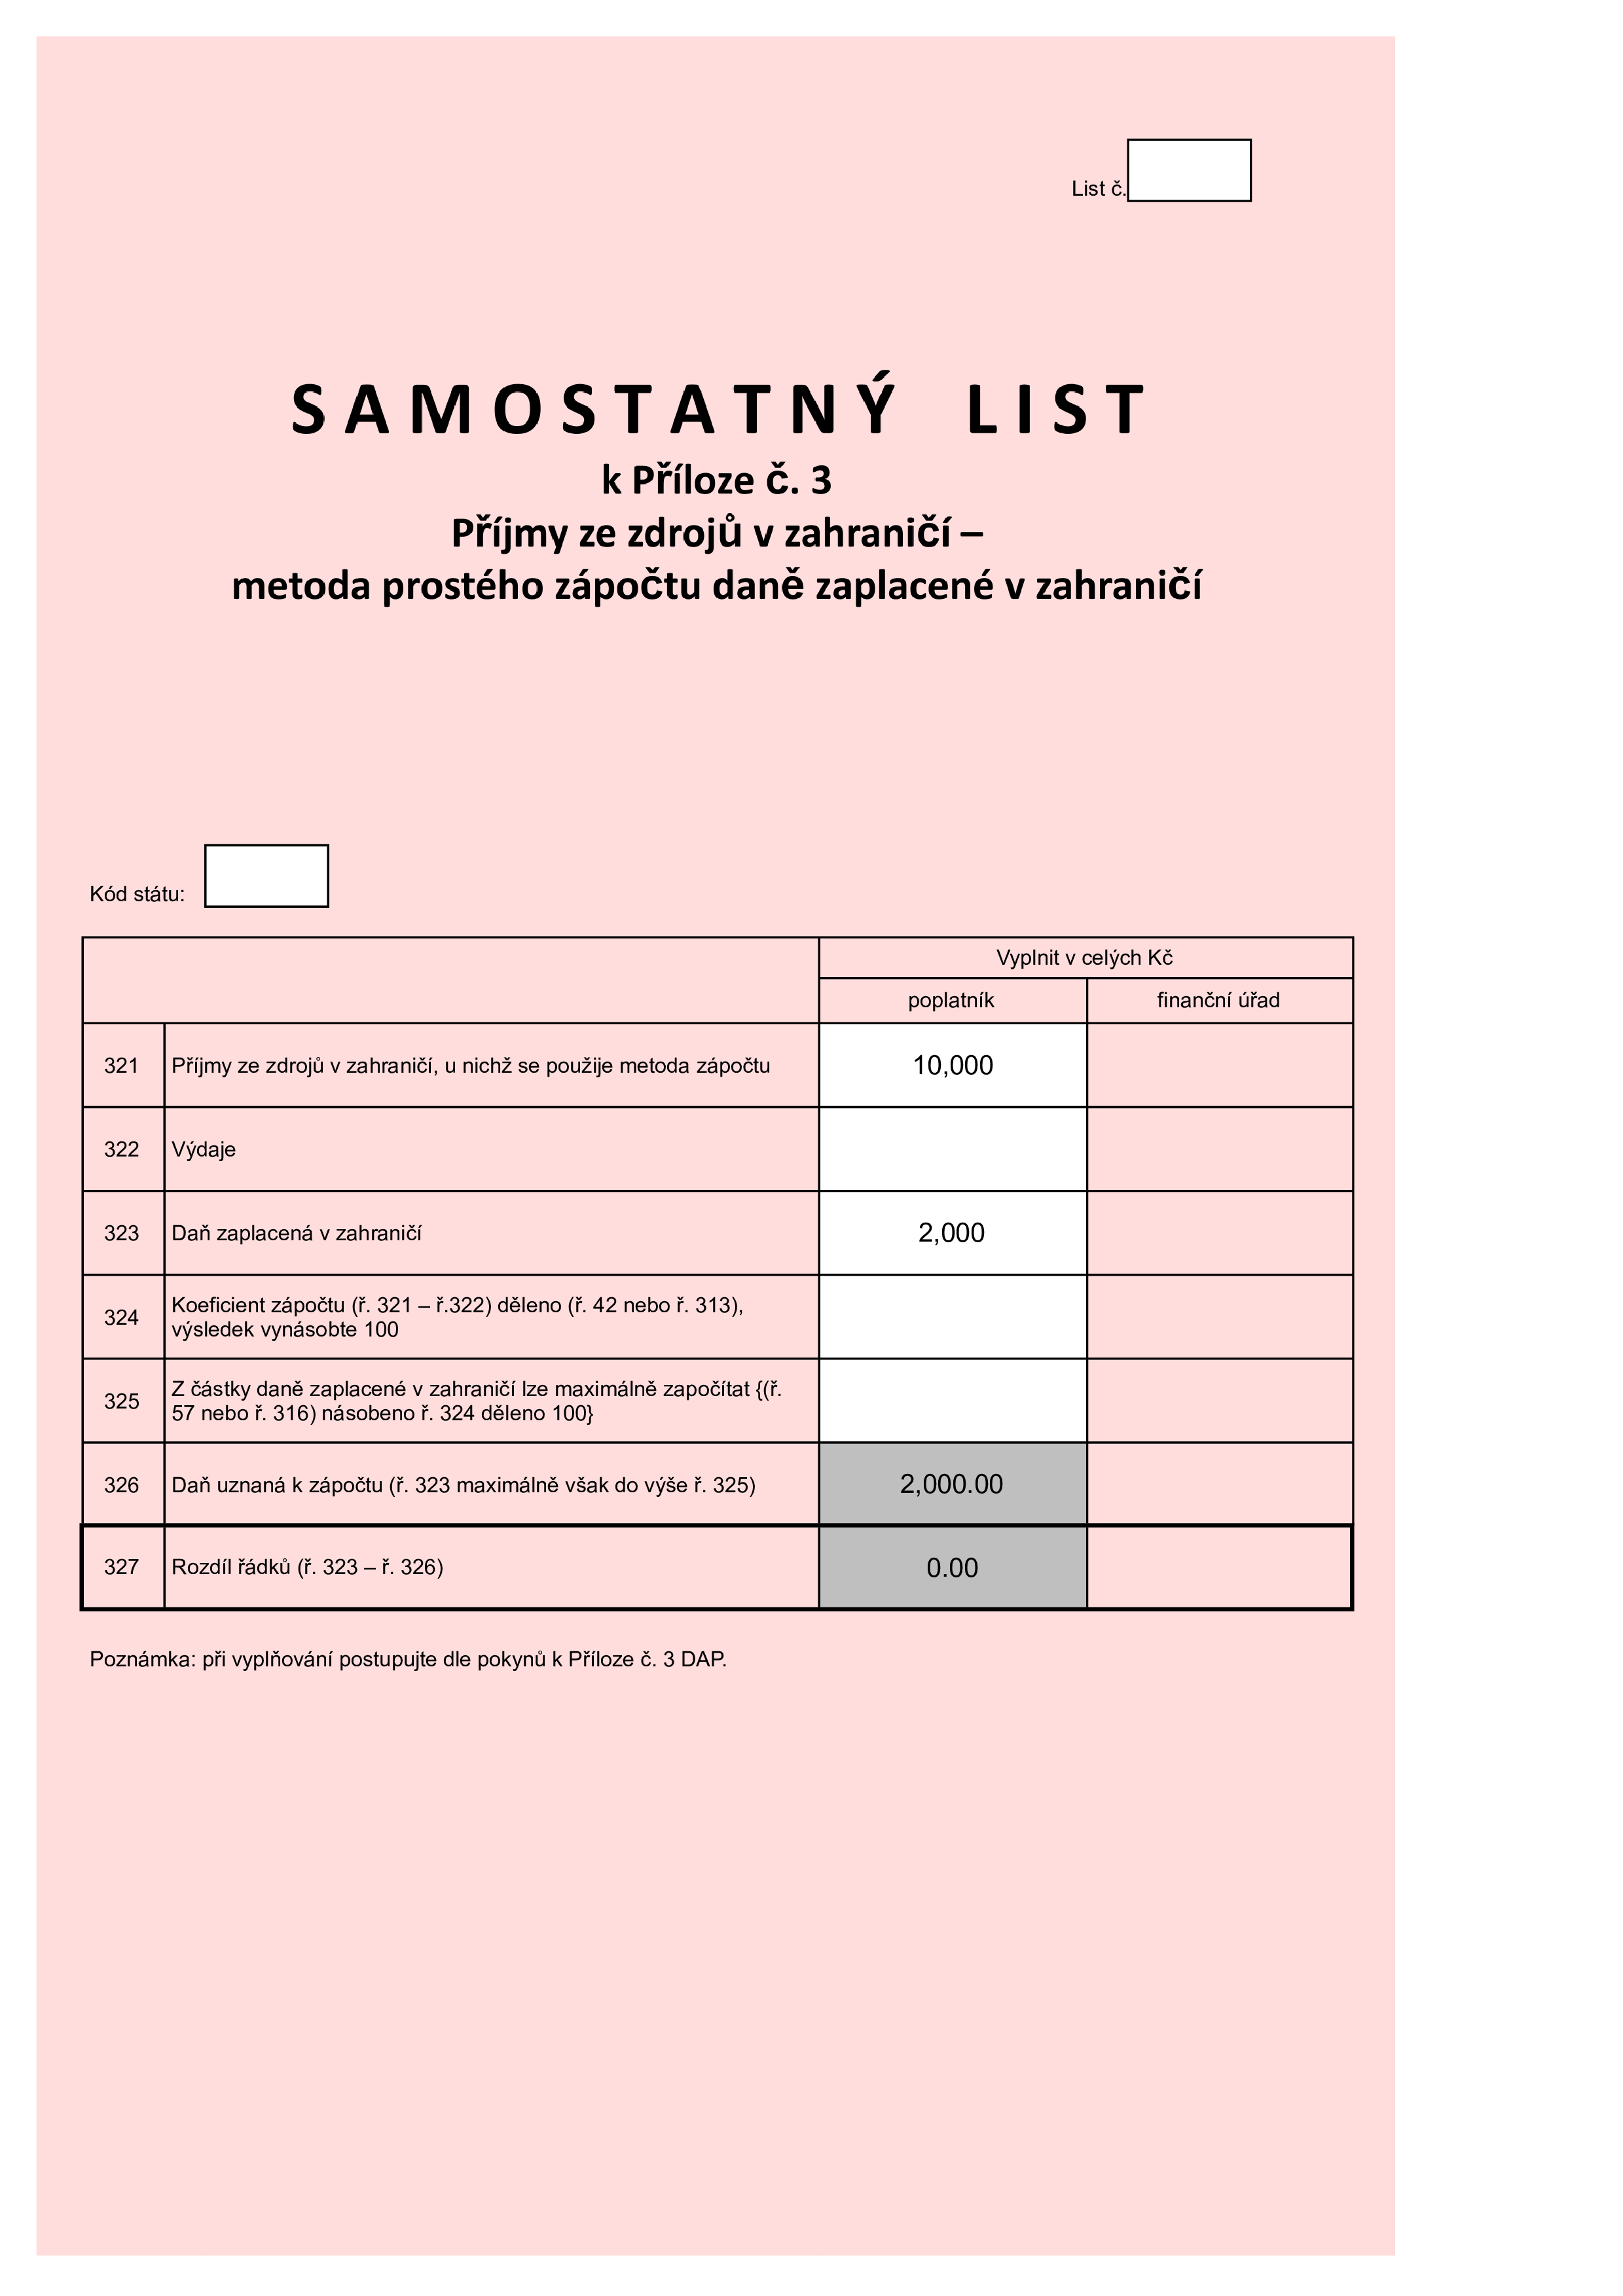 List č.
SAMOSTATNÝ LIST
k Příloze č. 3
Příjmy ze zdrojů v zahraničí –
metoda prostého zápočtu daně zaplacené v zahraničí
Kód státu:
Vyplnit v celých Kč
poplatník finanční úřad
321 Příjmy ze zdrojů v zahraničí, u nichž se použije metoda zápočtu 10,000
322 Výdaje
323 Daň zaplacená v zahraničí 2,000
324 Koeficient zápočtu (ř. 321 – ř.322) děleno (ř. 42 nebo ř. 313),
výsledek vynásobte 100
325 Z částky daně zaplacené v zahraničí lze maximálně započítat {(ř.
57 nebo ř. 316) násobeno ř. 324 děleno 100}
326 Daň uznaná k zápočtu (ř. 323 maximálně však do výše ř. 325) 2,000.00
327 Rozdíl řádků (ř. 323 – ř. 326) 0.00
Poznámka: při vyplňování postupujte dle pokynů k Příloze č. 3 DAP.